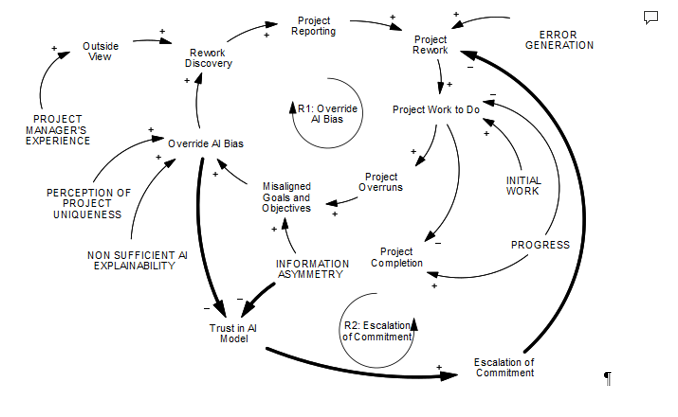 Project
Reporting
Project
Rework
ERROR
GENERATION
Outside
View
Rework
Discovery
PROJECT
MANAGER'S
EXPERIENCE
R1: Override
AI Bias
Project Work to Do
Override AI Bias
PERCEPTION OF
PROJECT
UNIQUENESS
Misaligned
Goals and
Objectives
Project
Overruns
INITIAL
WORK
NON SUFFICIENT AI
EXPLAINABILITY
INFORMATION
ASYMMETRY
Project
Completion
PROGRESS
Trust in AI
Model
R2: Escalation
of Commitment
Escalation of
Commitment
¶